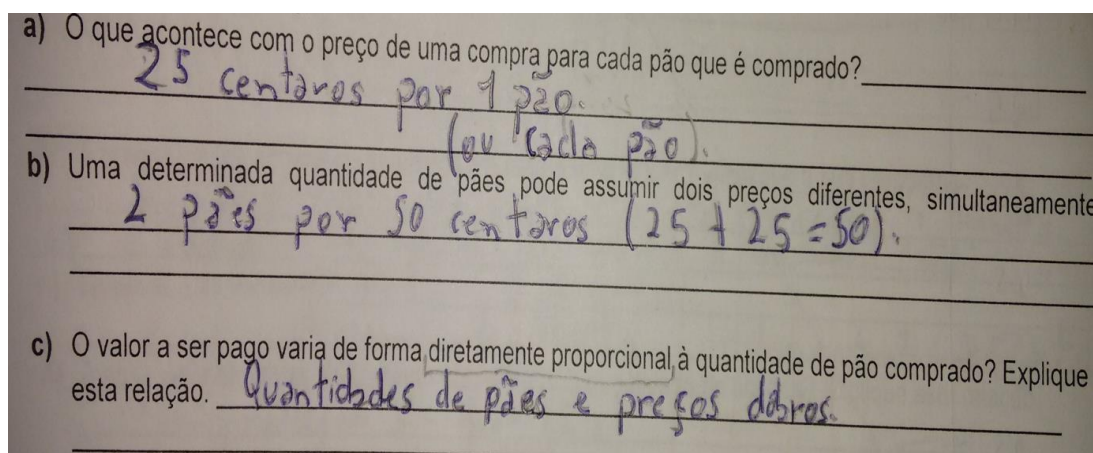 a) O que acontece com o preço de uma compra para cada pão que é comprado?
25 centavos por 1 pão.
(ou cada pão).
b) Uma determinada quantidade de pães pode assumir dois preços diferentes, simultaneamente
2 pães por 50 centavos (25 + 25 = 50).
c) O valor a ser pago varia de forma diretamente proporcional à quantidade de pão comprado? Explique
esta relação. Quantidades de pães e preços dobros.